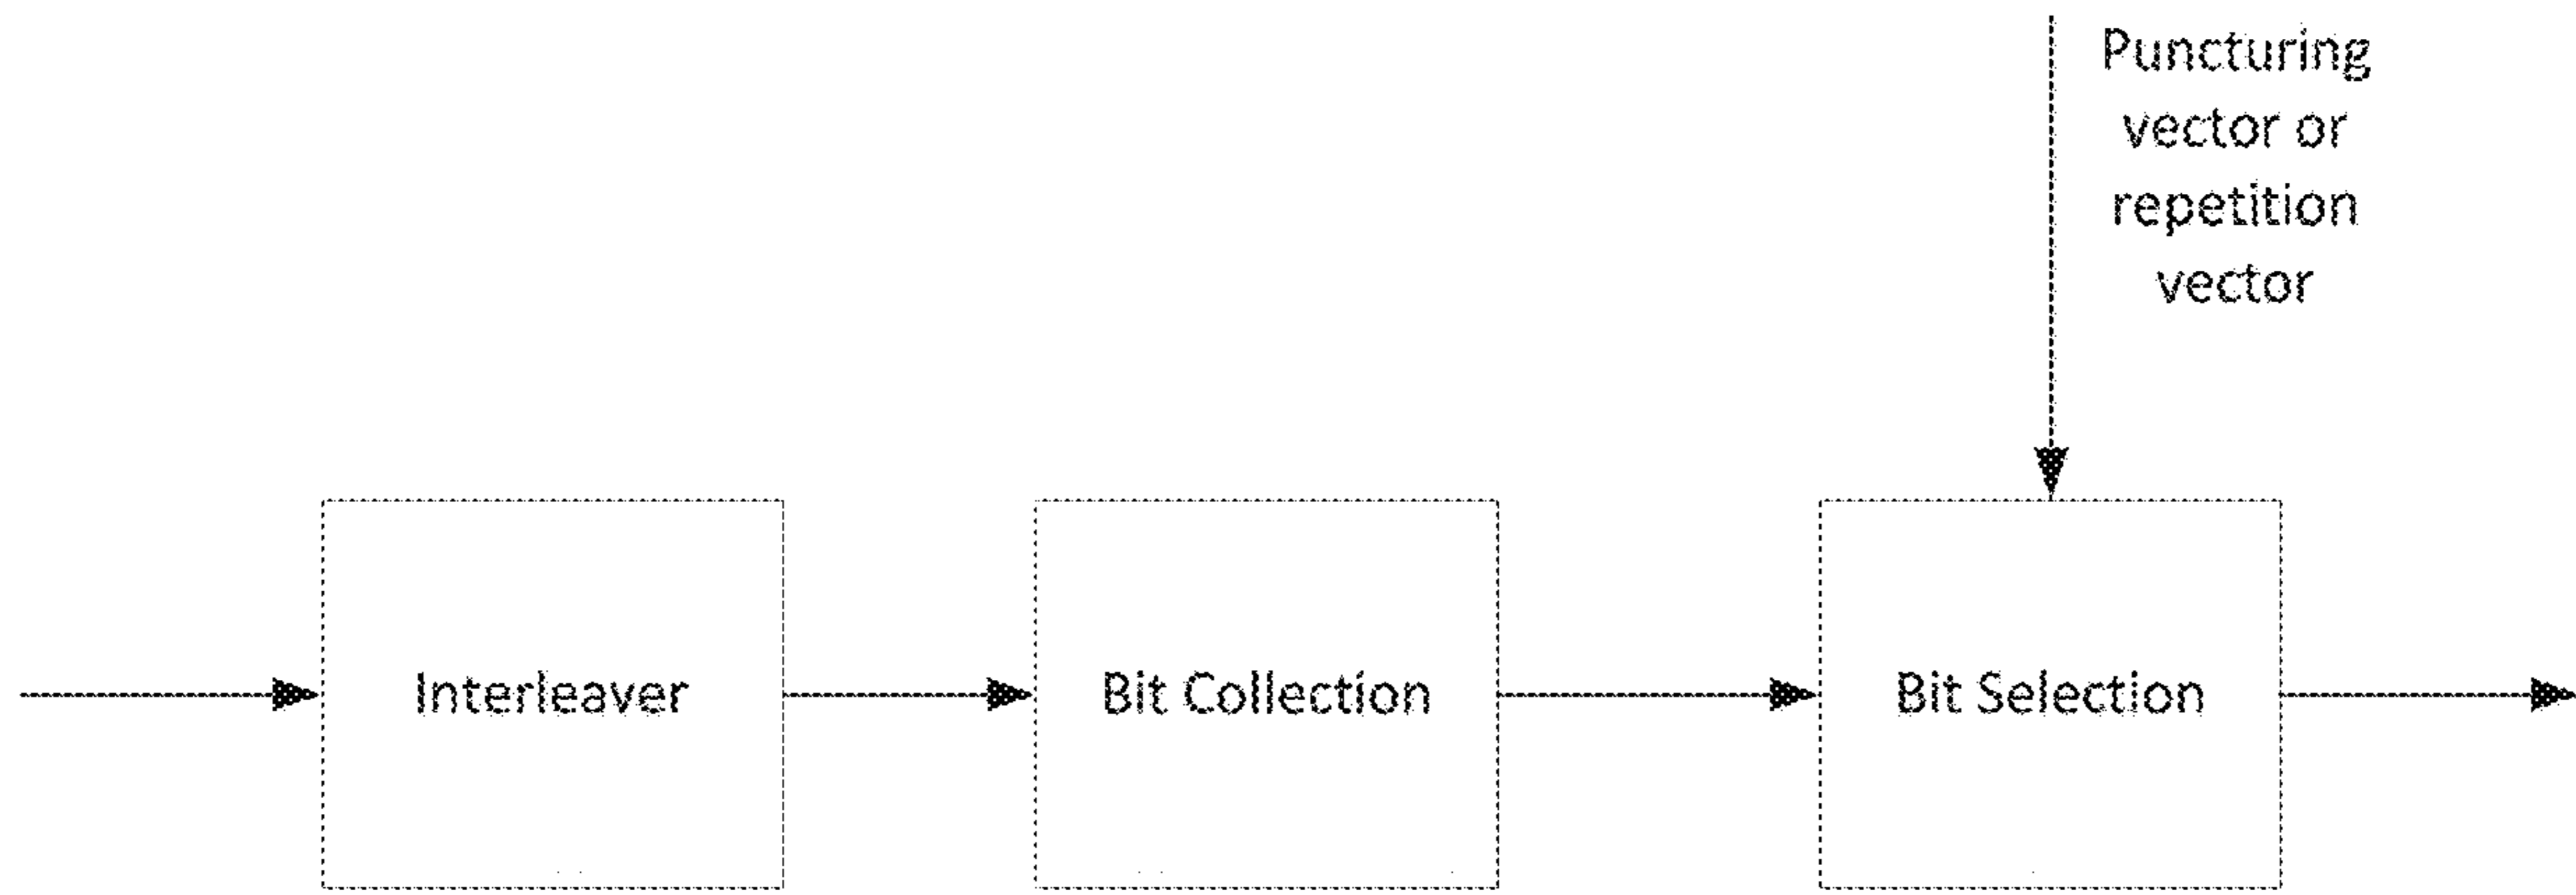 Puncturing
vector or
repetition
vector
Interleaver
Bit Collection
Bit Selection